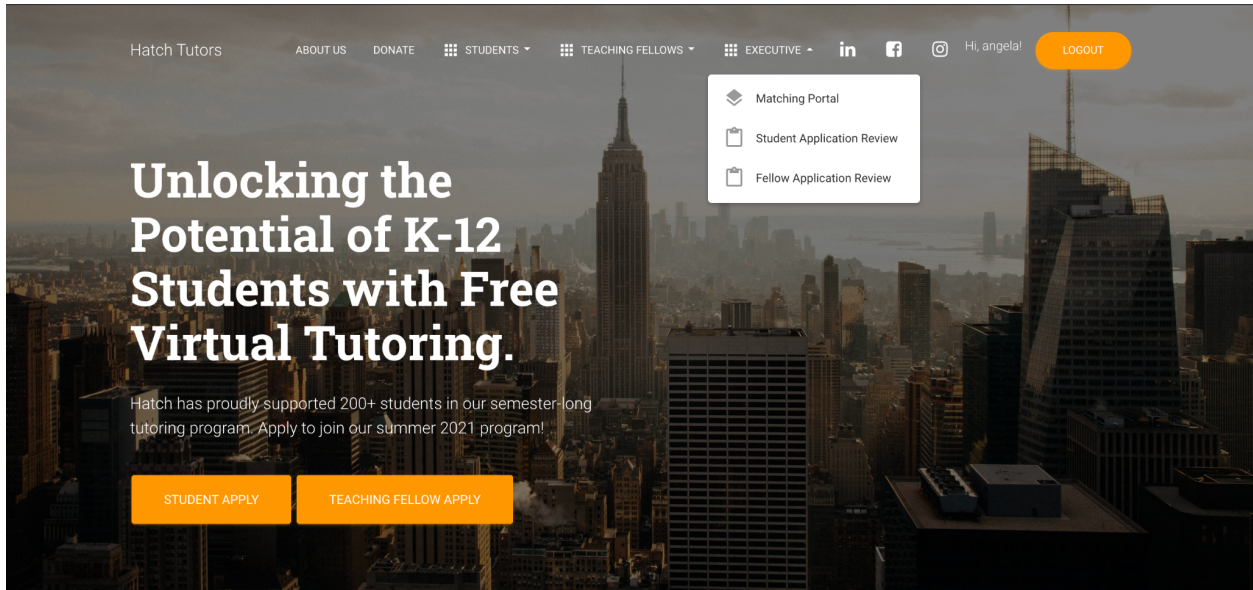 Hatch Tutors
ABOUT US
DONATE
STUDENTS
TEACHING FELLOWS
EXECUTIVE
in
f
Hi, angela!
LOGOUT
Matching Portal
Student Application Review
Fellow Application Review
Unlocking the
Potential of K-12
Students with Free
Virtual Tutoring.
Hatch has proudly supported 200+ students in our semester-long
tutoring program. Apply to join our summer 2021 program!
STUDENT APPLY
TEACHING FELLOW APPLY